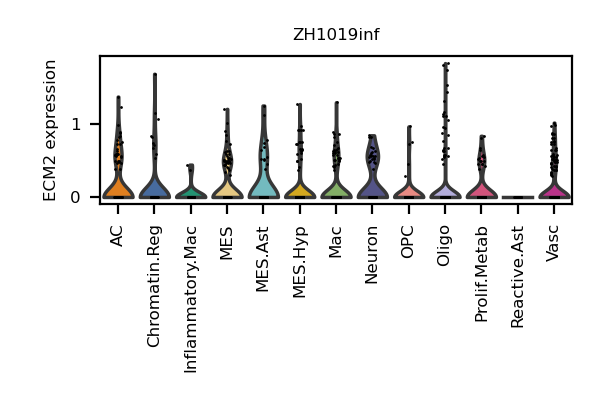 ZH1019inf
ECM2 expression
1
0
AC
Chromatin.Reg
Inflammatory.Mac
MES
MES.Ast
MES.Hyp
Mac
Neuron
OPC
Oligo
Prolif.Metab
Reactive.Ast
Vasc